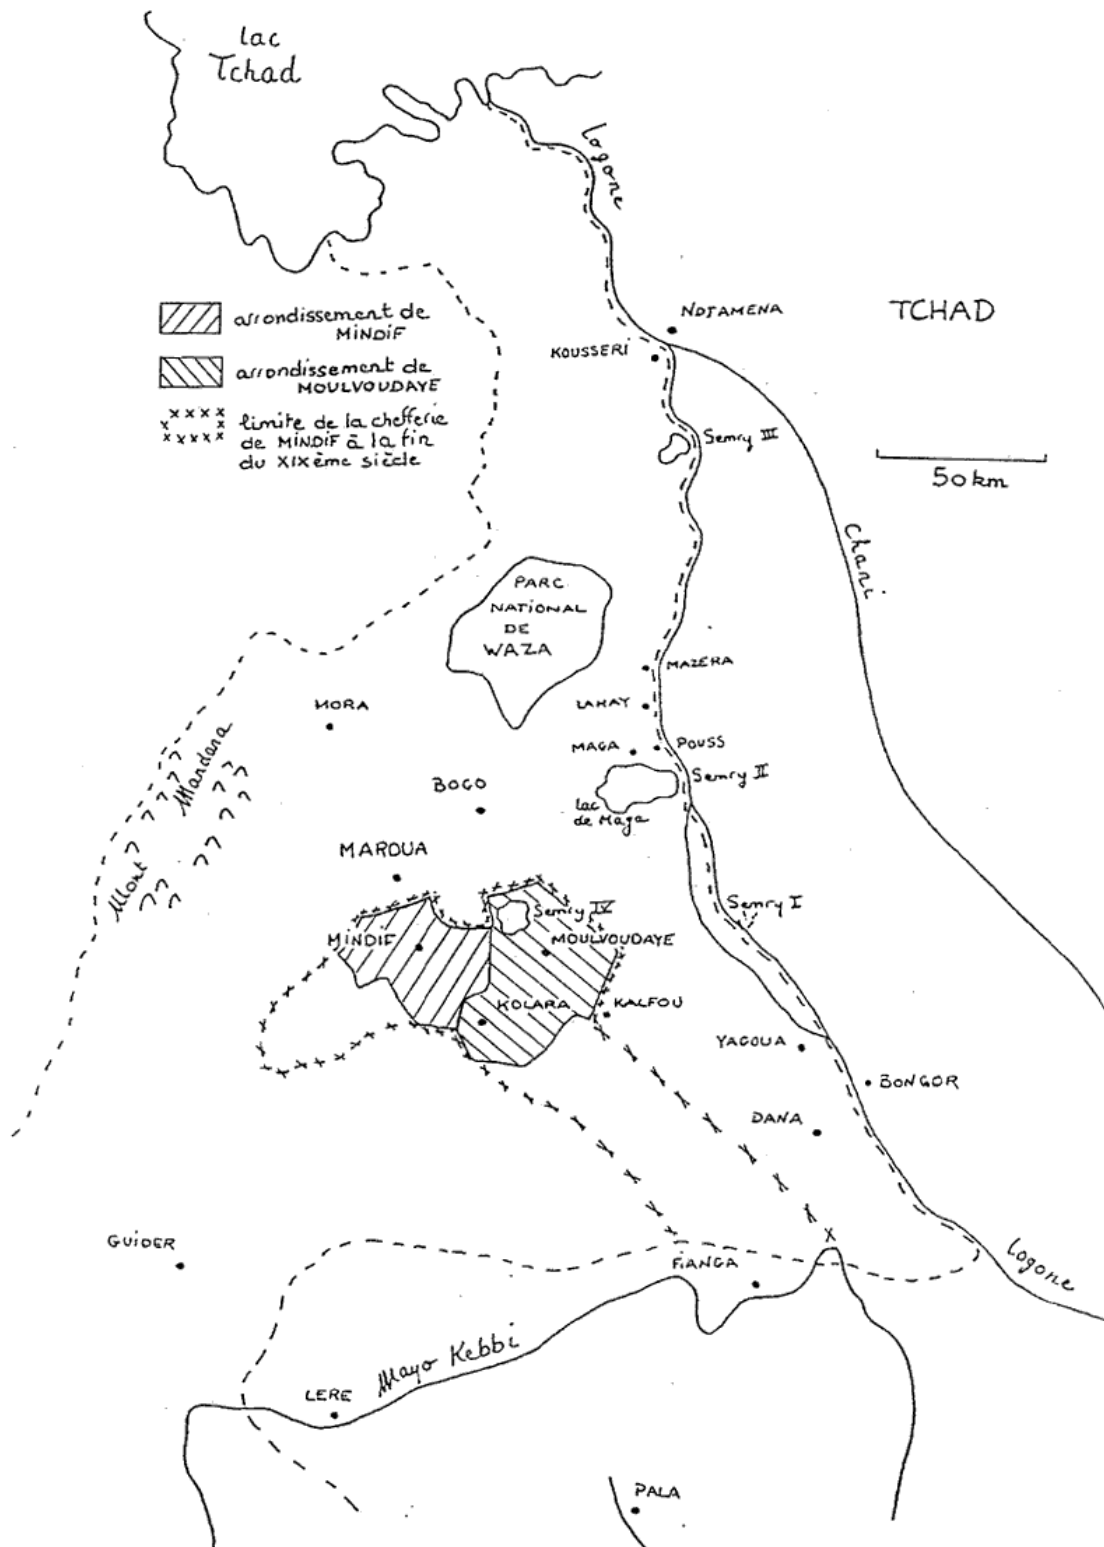 lac
Tchad
Logone
NDJAMENA
TCHAD
KOUSSERI
arrondissement de
MINDIF
arrondissement de
MOULVOUDAYE
limite de la chefferie
de MINDIF à la fin
du XIXème siècle
Semry III
50 km
Chari
PARC
NATIONAL
DE
WAZA
MAZERA
LAHAY
MORA
MAGA
POUSS
Mont Mandara
Semry II
BOGO
lac
de Maga
MAROUA
Semry I
Semry IV
MINDIF
MOULVOUDAYE
KOLARA
KALFOU
YAGOUA
BONGOR
DANA
GUIDER
FIANGA
Logone
Mayo Kebbi
LERE
PALA